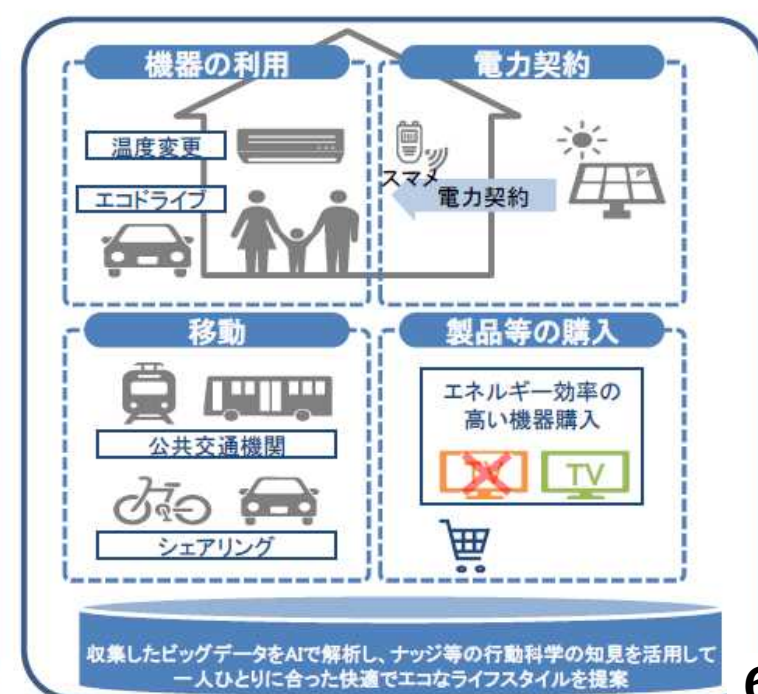 機器の利用
温度変更
エコドライブ
電力契約
スマメ
電力契約
移動
公共交通機関
シェアリング
製品等の購入
エネルギー効率の
高い機器購入
TV
TV
収集したビッグデータをAIで解析し、ナッジ等の行動科学の知見を活用して
一人ひとりに合った快適でエコなライフスタイルを提案
6